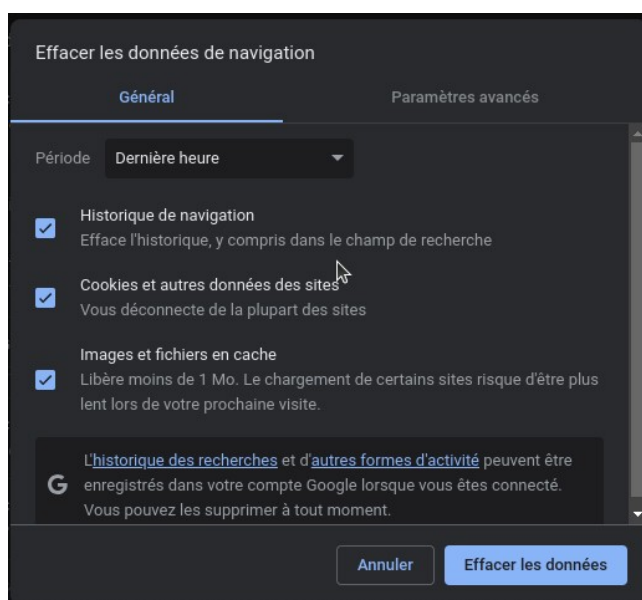 Effacer les données de navigation
Général
Paramètres avancés
Période
Dernière heure
Historique de navigation
Efface l'historique, y compris dans le champ de recherche
Cookies et autres données des sites
Vous déconnecte de la plupart des sites
Images et fichiers en cache
Libère moins de 1 Mo. Le chargement de certains sites risque d'être plus
lent lors de votre prochaine visite.
L'historique des recherches et d'autres formes d'activité peuvent être
G
enregistrés dans votre compte Google lorsque vous êtes connecté.
Vous pouvez les supprimer à tout moment.
Annuler
Effacer les données